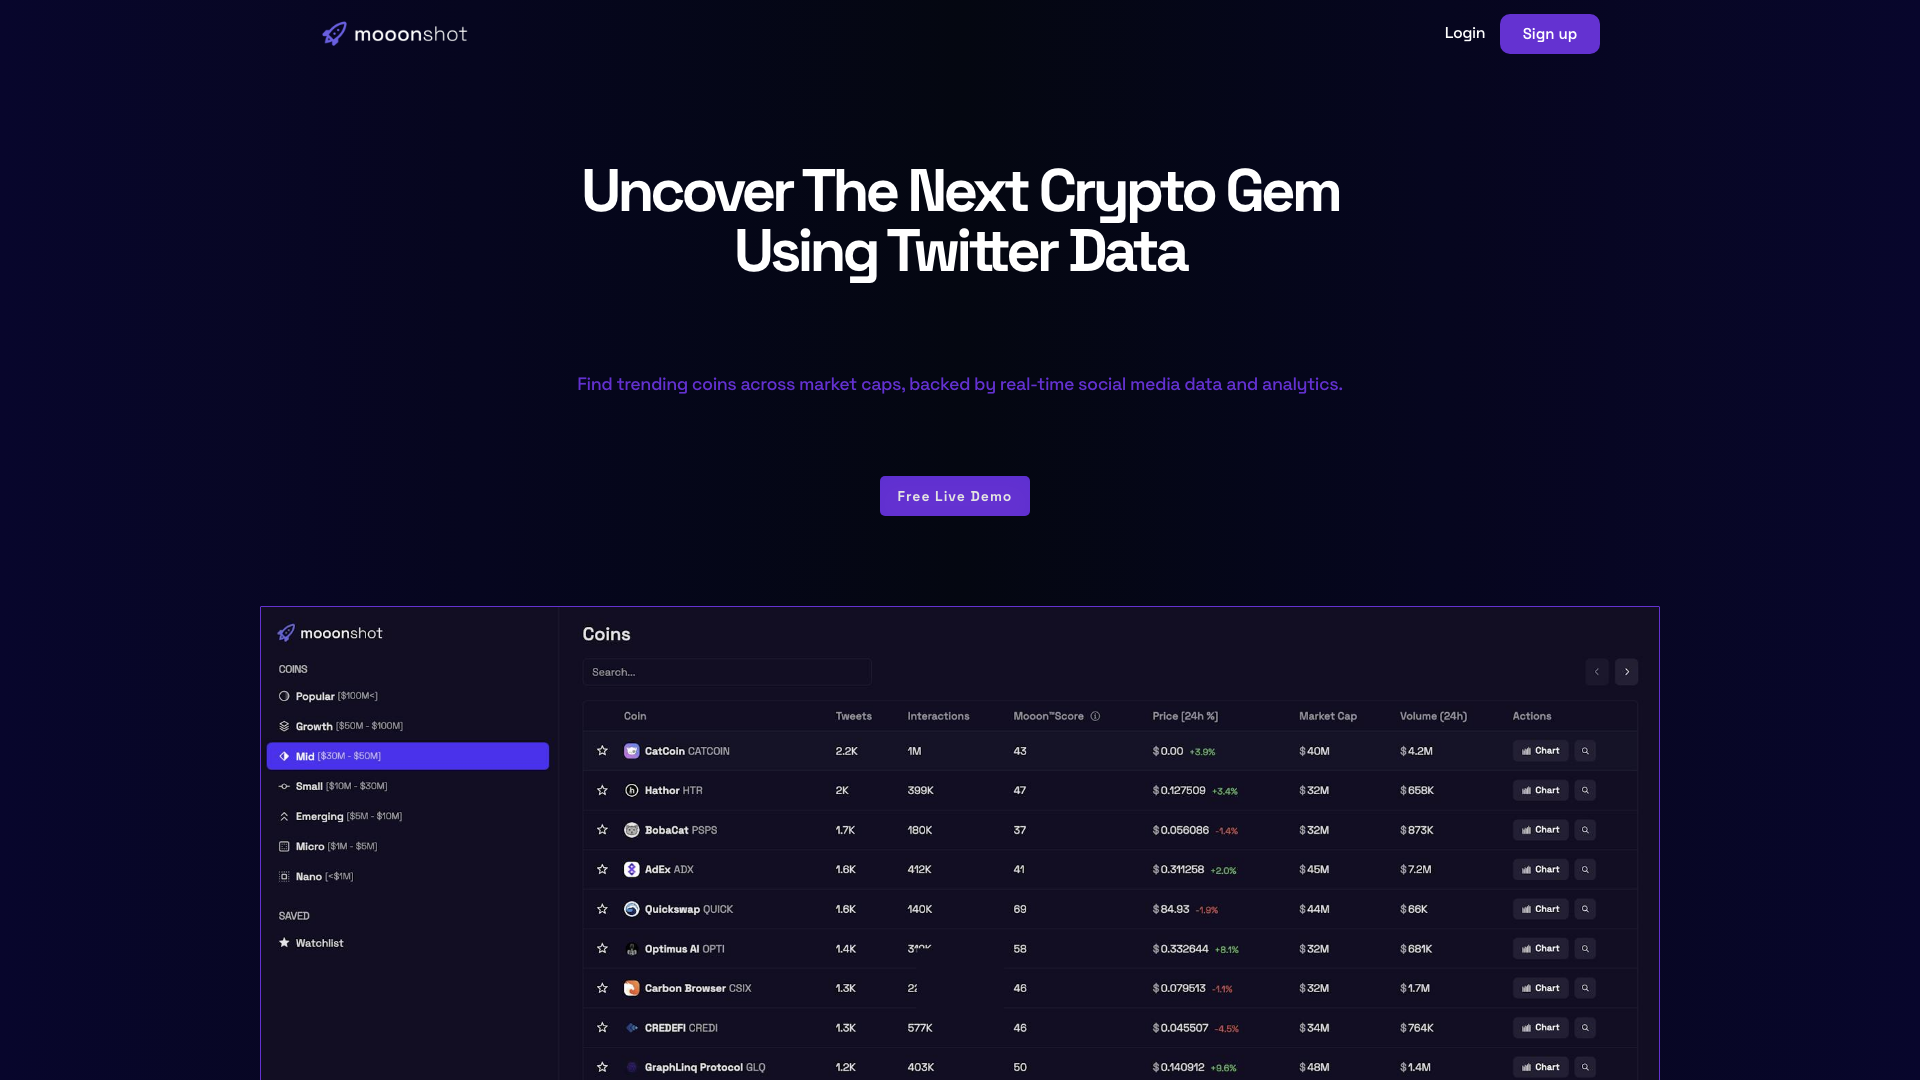 mooonshot
Login
Sign up
Uncover The Next Crypto Gem
Using Twitter Data
Find trending coins across market caps, backed by real-time social media data and analytics.
Free Live Demo
mooonshot
COINS
Popular [$100M<]
Growth [$50M - $100M]
Mid [$30M - $50M]
Small [$10M - $30M]
Emerging [$5M - $10M]
Micro [$1M - $5M]
Nano [<$1M]
SAVED
Watchlist
Coins
Search...
Coin Tweets Interactions Mooon™Score Price [24h %] Market Cap Volume [24h] Actions
CatCoin CATCOIN 2.2K 1M 43 $0.00 +3.9% $40M $4.2M Chart
Hathor HTR 2K 399K 47 $0.127509 +3.4% $32M $658K Chart
BobaCat PSPS 1.7K 180K 37 $0.056086 -1.4% $32M $873K Chart
AdEx ADX 1.6K 412K 41 $0.311258 +2.0% $45M $7.2M Chart
Quickswap QUICK 1.6K 140K 69 $84.93 -1.9% $44M $66K Chart
Optimus AI OPTI 1.4K 58 $0.332644 +8.1% $32M $681K Chart
Carbon Browser CSIX 1.3K 46 $0.079513 -1.1% $32M $1.7M Chart
CREDEFI CREDI 1.3K 577K 46 $0.045507 -4.5% $34M $764K Chart
GraphLinq Protocol GLQ 1.2K 403K 50 $0.140912 +9.6% $48M $1.4M Chart